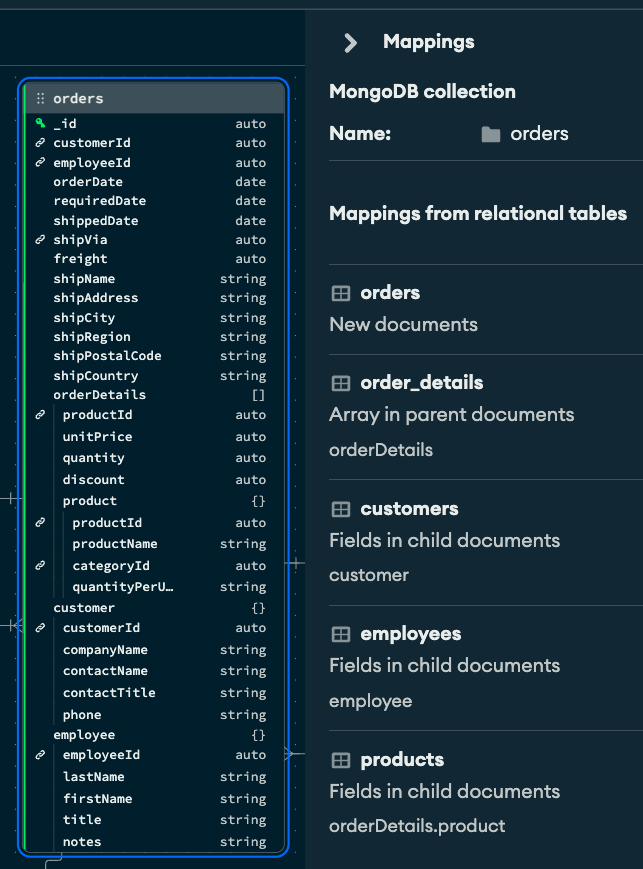 orders
_id auto
customerId auto
employeeId auto
orderDate date
requiredDate date
shippedDate date
shipVia auto
freight auto
shipName string
shipAddress string
shipCity string
shipRegion string
shipPostalCode string
shipCountry string
orderDetails []
productId auto
unitPrice auto
quantity auto
discount auto
product {}
productId auto
productName string
categoryId auto
quantityPerU… string
customer {}
customerId auto
companyName string
contactName string
contactTitle string
phone string
employee {}
employeeId auto
lastName string
firstName string
title string
notes string
Mappings
MongoDB collection
Name: orders
Mappings from relational tables
orders
New documents
order_details
Array in parent documents
orderDetails
customers
Fields in child documents
customer
employees
Fields in child documents
employee
products
Fields in child documents
orderDetails.product